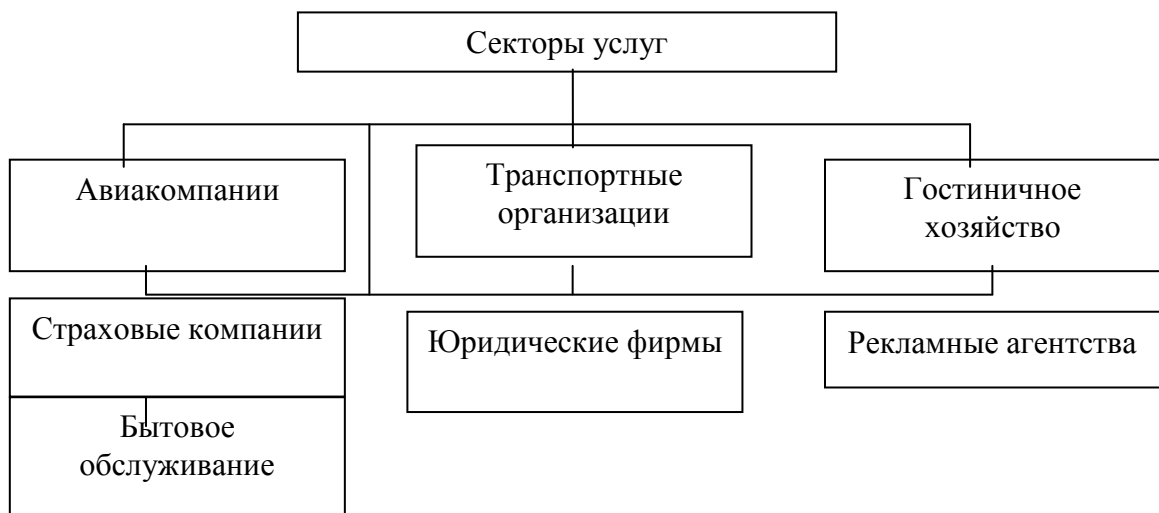 Секторы услуг
Авиакомпании
Транспортные
организации
Гостиничное
хозяйство
Страховые компании
Юридические фирмы
Рекламные агентства
Бытовое
обслуживание